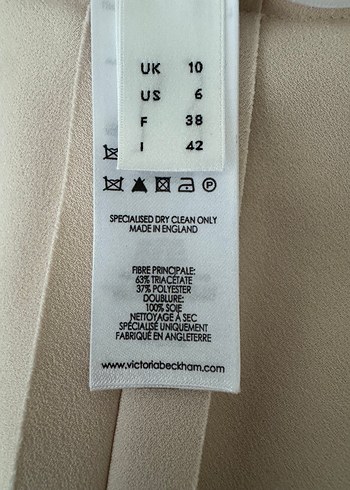 UK 10
US 6
F 38
I 42
P
SPECIALISED DRY CLEAN ONLY
MADE IN ENGLAND
FIBRE PRINCIPALE:
63% TRIACÉTATE
37% POLYESTER
DOUBLURE:
100% SOIE
NETTOYAGE À SEC
SPÉCIALISÉ UNIQUEMENT
FABRIQUÉ EN ANGLETERRE
www.victoriabeckham.com